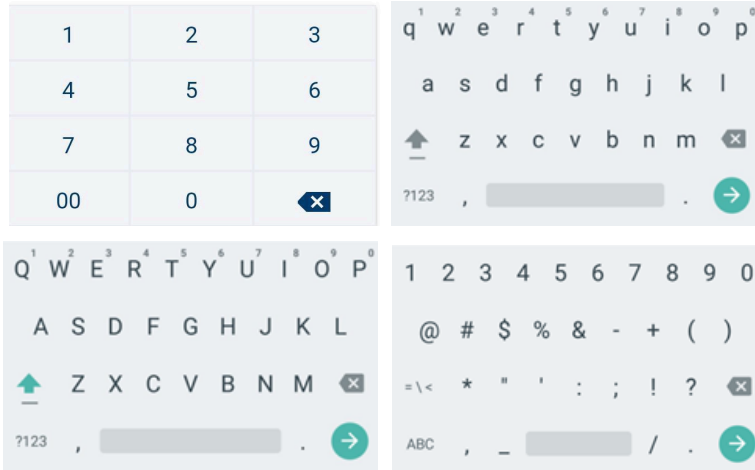 1 2 3
4 5 6
7 8 9
00 0
1 2 3 4 5 6 7 8 9 0
q w e r t y u i o p
a s d f g h j k l
z x c v b n m
?123 , .
1 2 3 4 5 6 7 8 9 0
Q W E R T Y U I O P
A S D F G H J K L
Z X C V B N M
?123 , .
1 2 3 4 5 6 7 8 9 0
@ # $ % & - + ( )
= \ < * " ' : ; ! ?
ABC , _ / .